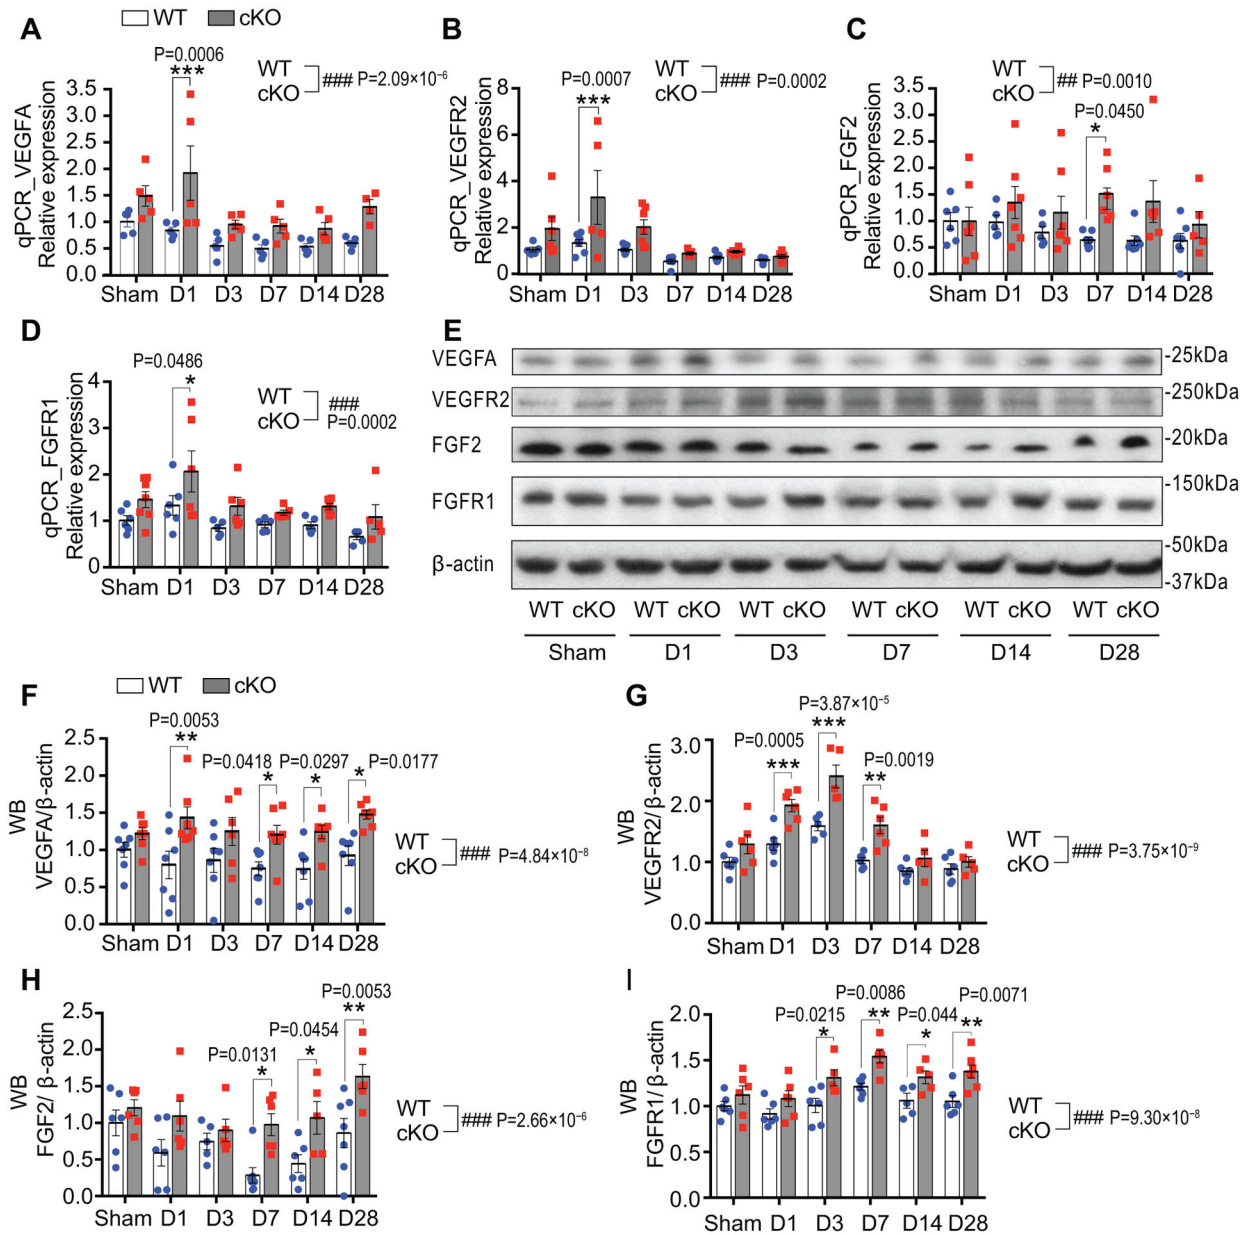 WT cKO
A
P=0.0006
***
WT
cKO
### P=2.09×10⁻⁶
qPCR_VEGFA
Relative expression
3.5
3.0
2.5
2.0
1.5
1.0
0.5
0.0
Sham D1 D3 D7 D14 D28
B
P=0.0007
***
WT
cKO
### P=0.0002
qPCR_VEGFR2
Relative expression
8
6
4
2
0
Sham D1 D3 D7 D14 D28
C
WT
cKO
## P=0.0010
P=0.0450
*
qPCR_FGF2
Relative expression
3.5
3.0
2.5
2.0
1.5
1.0
0.5
0.0
Sham D1 D3 D7 D14 D28
D
P=0.0486
*
WT
cKO
###
P=0.0002
qPCR_FGFR1
Relative expression
4
3
2
1
0
Sham D1 D3 D7 D14 D28
E
VEGFA -25kDa
VEGFR2 -250kDa
FGF2 -20kDa
FGFR1 -150kDa
β-actin -50kDa
-37kDa
WT cKO WT cKO WT cKO WT cKO WT cKO WT cKO
Sham D1 D3 D7 D14 D28
WT cKO
F
P=0.0053
**
P=0.0418 P=0.0297 P=0.0177
* * *
WT
cKO
### P=4.84×10⁻⁸
WB
VEGFA/β-actin
2.5
2.0
1.5
1.0
0.5
0.0
Sham D1 D3 D7 D14 D28
G
P=3.87×10⁻⁵
***
P=0.0005
***
P=0.0019
**
WT
cKO
### P=3.75×10⁻⁹
WB
VEGFR2/β-actin
3.0
2.0
1.0
0.0
Sham D1 D3 D7 D14 D28
H
P=0.0053
**
P=0.0454
*
P=0.0131
*
WT
cKO
### P=2.66×10⁻⁶
WB
FGF2/ β-actin
2.5
2.0
1.5
1.0
0.5
0.0
Sham D1 D3 D7 D14 D28
I
P=0.0086 P=0.0071
P=0.0215 P=0.044
* ** * **
WT
cKO
### P=9.30×10⁻⁸
WB
FGFR1/β-actin
2.0
1.5
1.0
0.5
0.0
Sham D1 D3 D7 D14 D28